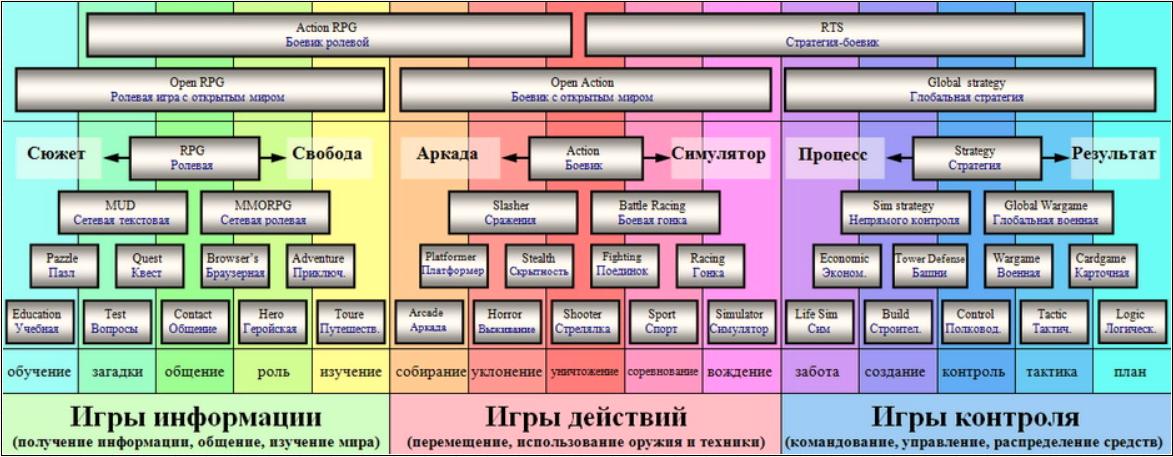 Action RPG
Боевик ролевой
RTS
Стратегия-боевик
Open RPG
Ролевая игра с открытым миром
Open Action
Боевик с открытым миром
Global strategy
Глобальная стратегия
Сюжет
RPG
Ролевая
Свобода
Аркада
Action
Боевик
Симулятор
Процесс
Strategy
Стратегия
Результат
MUD
Сетевая текстовая
MMORPG
Сетевая ролевая
Slasher
Сражения
Battle Racing
Боевая гонка
Sim strategy
Непрямого контроля
Global Wargame
Глобальная военная
Pazzle
Пазл
Quest
Квест
Browser's
Браузерная
Adventure
Приключ.
Platformer
Платформер
Stealth
Скрытность
Fighting
Поединок
Racing
Гонка
Economic
Эконом.
Tower Defense
Башни
Wargame
Военная
Cardgame
Карточная
Education
Учебная
Test
Вопросы
Contact
Общение
Hero
Геройская
Toure
Путешеств.
Arcade
Аркада
Horror
Выживание
Shooter
Стрелялка
Sport
Спорт
Simulator
Симулятор
Life Sim
Сим
Build
Строител.
Control
Полковод.
Tactic
Тактич.
Logic
Логическ.
обучение загадки общение роль изучение собирание уклонение уничтожение соревнование вождение забота создание контроль тактика план
Игры информации
(получение информации, общение, изучение мира)
Игры действий
(перемещение, использование оружия и техники)
Игры контроля
(командование, управление, распределение средств)